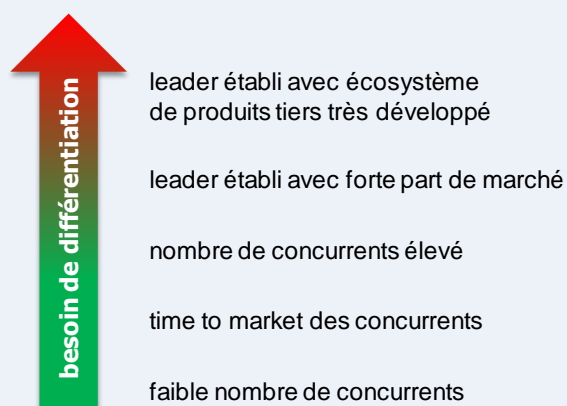 besoin de différentiation
leader établi avec écosystème
de produits tiers très développé
leader établi avec forte part de marché
nombre de concurrents élevé
time to market des concurrents
faible nombre de concurrents